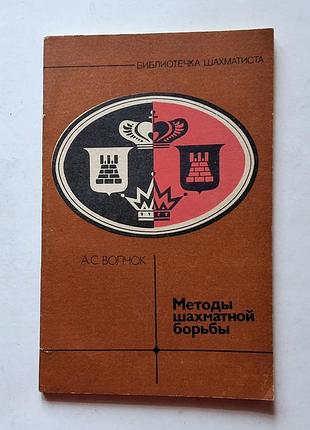 БИБЛИОТЕЧКА ШАХМАТИСТА
А.С. ВОЛЧОК
Методы
шахматной
борьбы